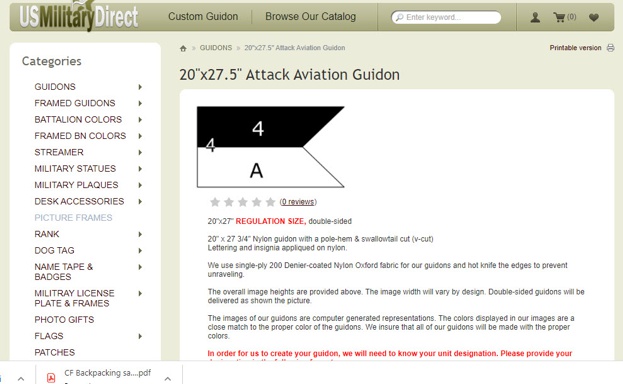 USMilitaryDirect
Custom Guidon
Browse Our Catalog
Enter keyword...
(0)
Categories
GUIDONS
FRAMED GUIDONS
BATTALION COLORS
FRAMED BN COLORS
STREAMER
MILITARY STATUES
MILITARY PLAQUES
DESK ACCESSORIES
PICTURE FRAMES
RANK
DOG TAG
NAME TAPE &
BADGES
MILITRAY LICENSE
PLATE & FRAMES
PHOTO GIFTS
FLAGS
PATCHES
» GUIDONS » 20"x27.5" Attack Aviation Guidon
Printable version
20"x27.5" Attack Aviation Guidon
4
4
A
(0 reviews)
20"x27" REGULATION SIZE, double-sided
20" x 27 3/4" Nylon guidon with a pole-hem & swallowtail cut (v-cut)
Lettering and insignia appliqued on nylon.
We use single-ply 200 Denier-coated Nylon Oxford fabric for our guidons and hot knife the edges to prevent
unraveling.
The overall image heights are provided above. The image width will vary by design. Double-sided guidons will be
delivered as shown the picture.
The images of our guidons are computer generated representations. The colors displayed in our images are a
close match to the proper color of the guidons. We insure that all of our guidons will be made with the proper
colors.
In order for us to create your guidon, we will need to know your unit designation. Please provide your
CF Backpacking sa....pdf